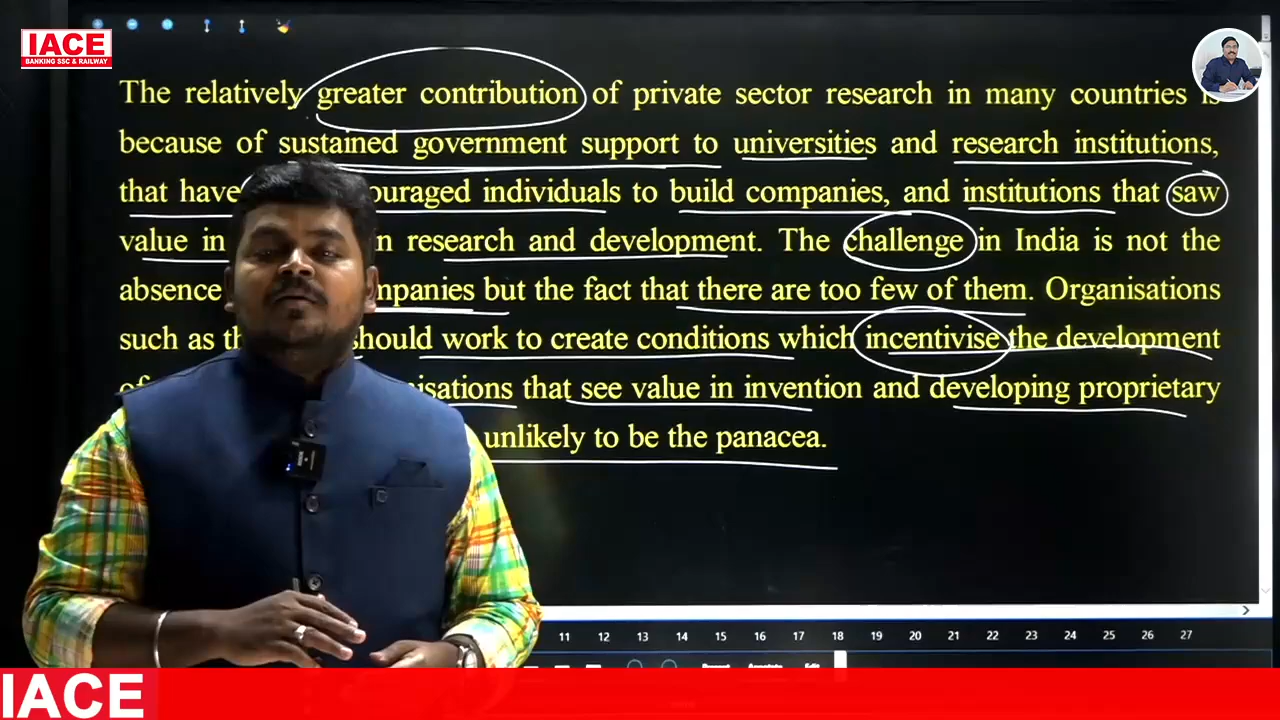 IACE
BANKING SSC & RAILWAY
The relatively greater contribution of private sector research in many countries is
because of sustained government support to universities and research institutions,
that have ouraged individuals to build companies, and institutions that saw
value in n research and development. The challenge in India is not the
absence mpanies but the fact that there are too few of them. Organisations
such as th should work to create conditions which incentivise the development
of isations that see value in invention and developing proprietary
unlikely to be the panacea.
11 12 13 14 15 16 17 18 19 20 21 22 23 24 25 26 27
IACE